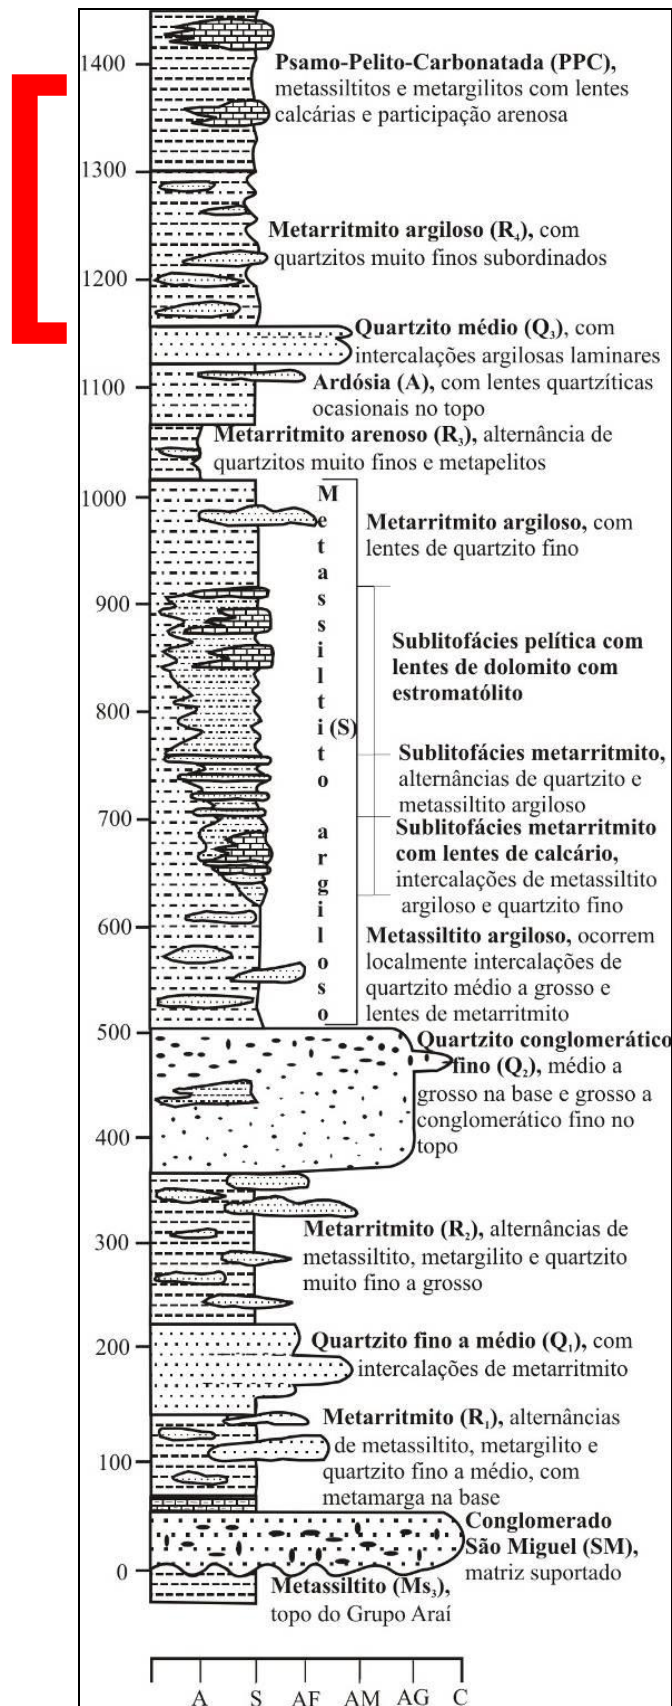 1400
Psamo-Pelito-Carbonatada (PPC),
metassiltitos e metargilitos com lentes
calcárias e participação arenosa
1300
Metarritmito argiloso (R₄), com
quartzitos muito finos subordinados
1200
Quartzito médio (Q₃), com
intercalações argilosas laminares
1100
Ardósia (A), com lentes quartzíticas
ocasionais no topo
Metarritmito arenoso (R₃), alternância de
quartzitos muito finos e metapelitos
1000
Metassiltito argiloso (S)
Metarritmito argiloso, com
lentes de quartzito fino
900
Sublitofácies pelítica com
lentes de dolomito com
estromatólito
800
Sublitofácies metarritmito,
alternâncias de quartzito e
metassiltito argiloso
700
Sublitofácies metarritmito
com lentes de calcário,
intercalações de metassiltito
argiloso e quartzito fino
600
Metassiltito argiloso, ocorrem
localmente intercalações de
quartzito médio a grosso e
lentes de metarritmito
500
Quartzito conglomerático
fino (Q₂), médio a
grosso na base e grosso a
conglomerático fino no
topo
400
Metarritmito (R₂), alternâncias de
metassiltito, metargilito e quartzito
muito fino a grosso
300
200
Quartzito fino a médio (Q₁), com
intercalações de metarritmito
Metarritmito (R₁), alternâncias
de metassiltito, metargilito e
quartzito fino a médio, com
metamarga na base
100
Conglomerado
São Miguel (SM),
matriz suportado
0
Metassiltito (Ms₃),
topo do Grupo Araí
A S AF AM AG C